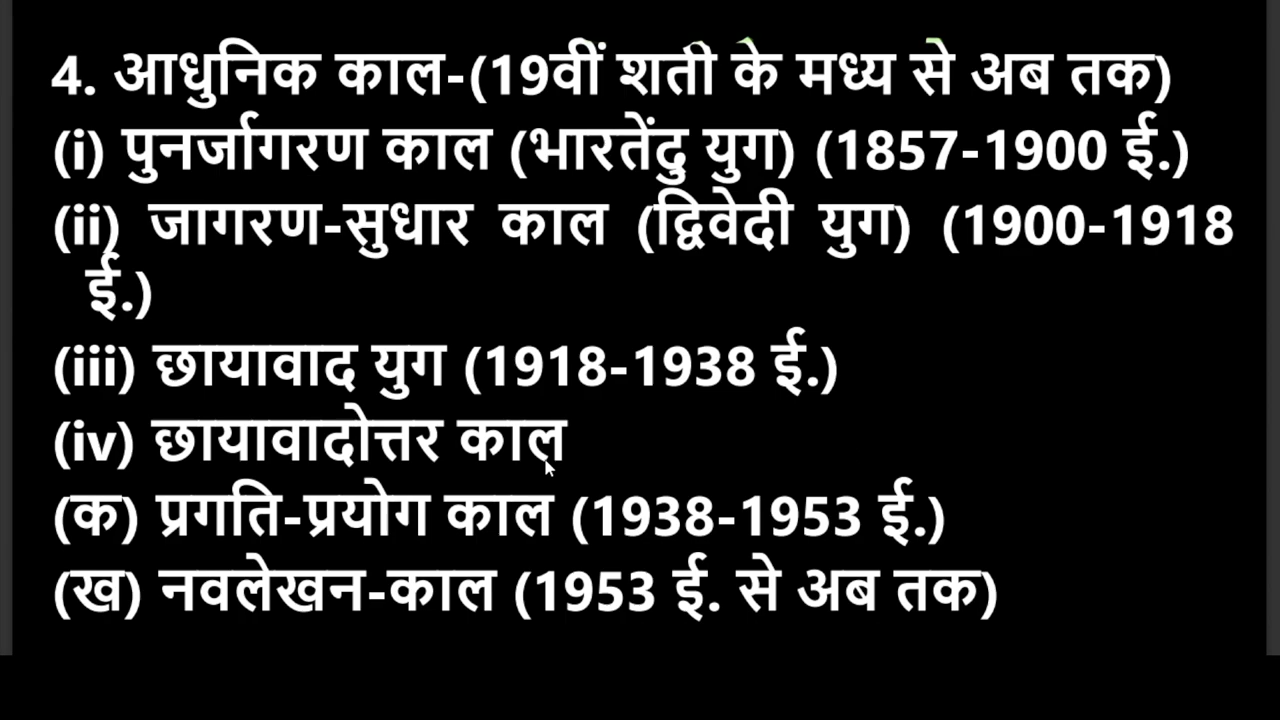 4. आधुनिक काल-(19वीं शती के मध्य से अब तक)
(i) पुनर्जागरण काल (भारतेंदु युग) (1857-1900 ई.)
(ii) जागरण-सुधार काल (द्विवेदी युग) (1900-1918
ई.)
(iii) छायावाद युग (1918-1938 ई.)
(iv) छायावादोत्तर काल
(क) प्रगति-प्रयोग काल (1938-1953 ई.)
(ख) नवलेखन-काल (1953 ई. से अब तक)